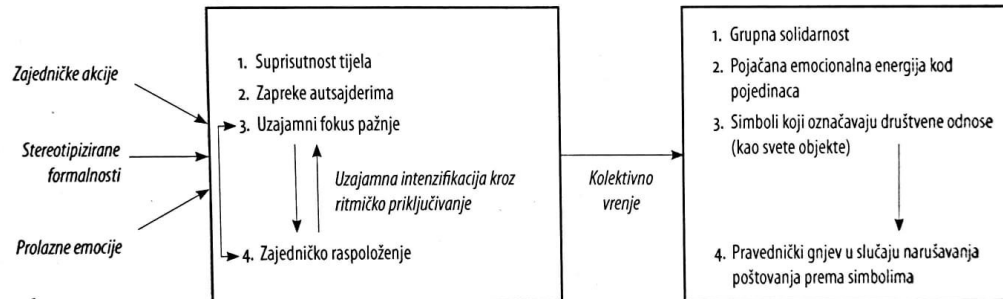 Zajedničke akcije
Stereotipizirane
formalnosti
Prolazne emocije
1. Suprisutnost tijela
2. Zapreke autsajderima
3. Uzajamni fokus pažnje
Uzajamna intenzifikacija kroz
ritmičko priključivanje
4. Zajedničko raspoloženje
Kolektivno
vrenje
1. Grupna solidarnost
2. Pojačana emocionalna energija kod
pojedinaca
3. Simboli koji označavaju društvene odnose
(kao svete objekte)
4. Pravednički gnjev u slučaju narušavanja
poštovanja prema simbolima